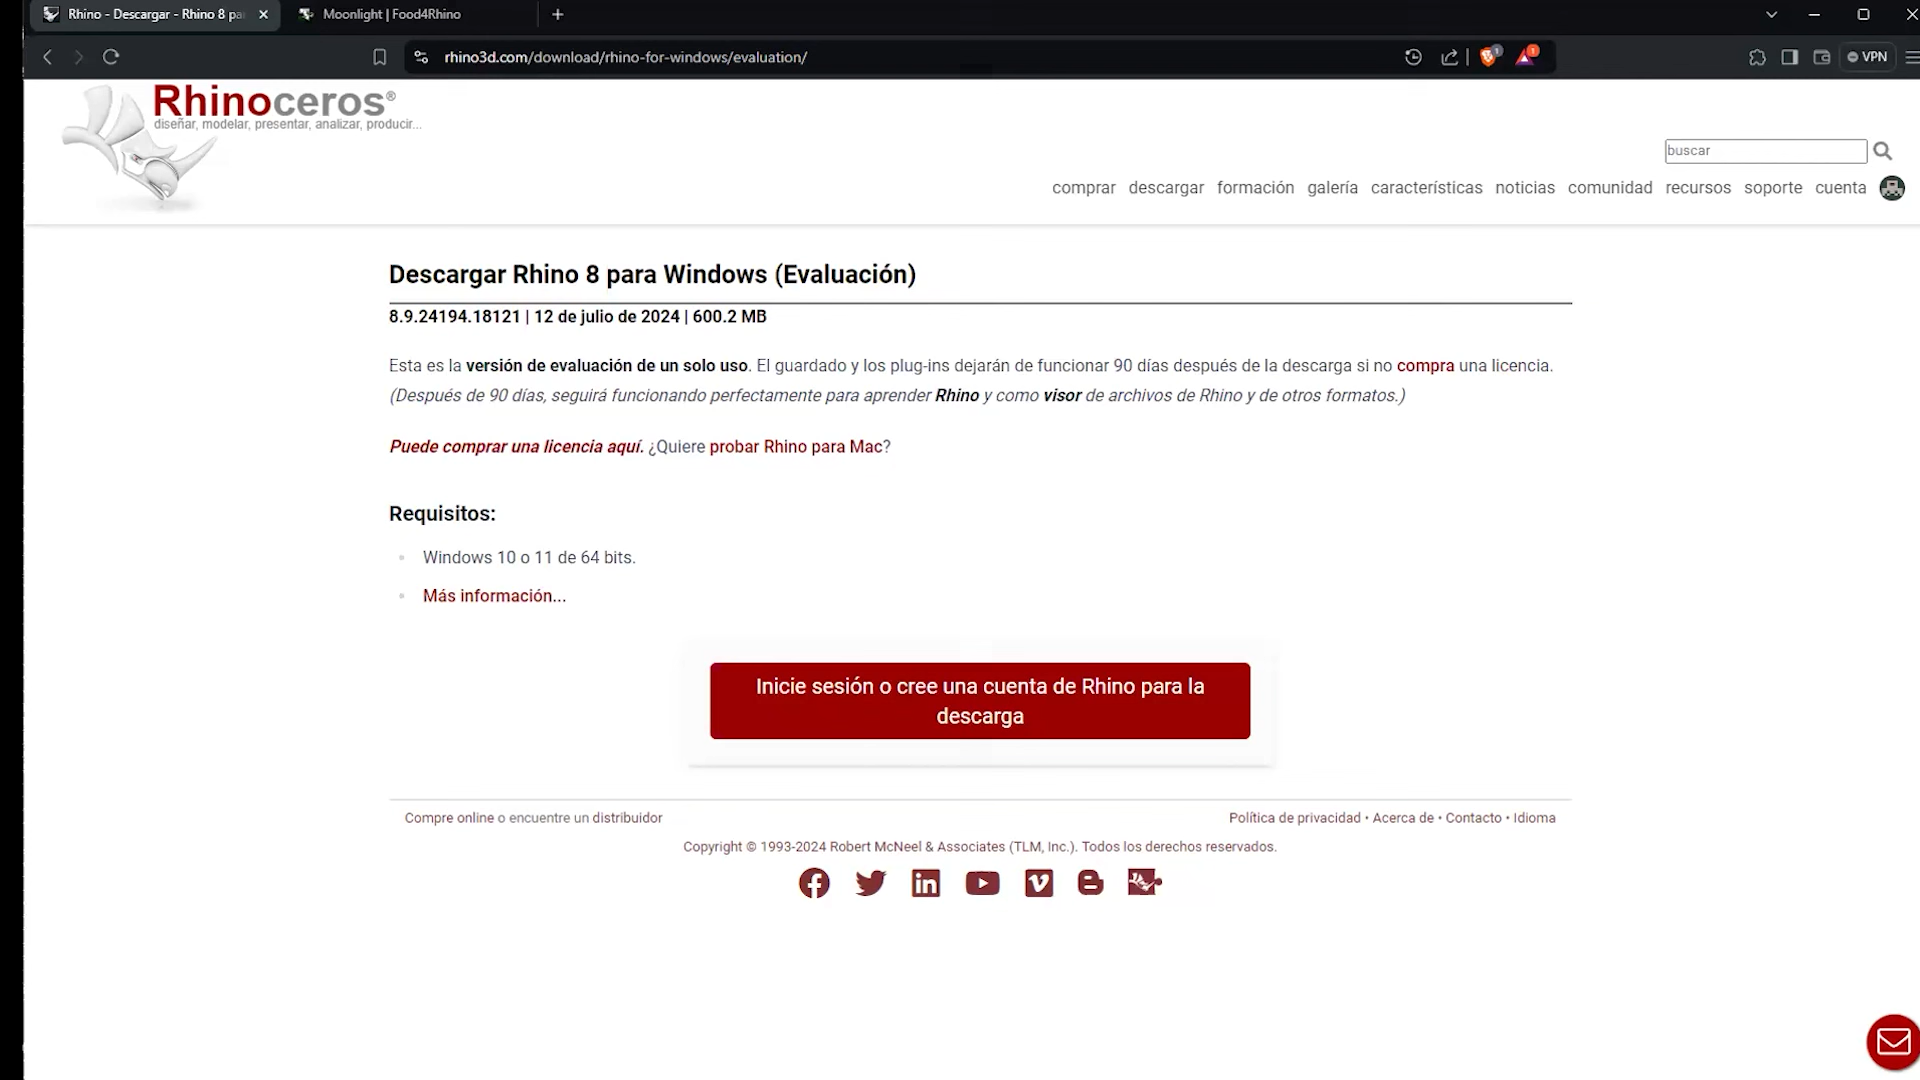 Rhino - Descargar - Rhino 8 pa
Moonlight | Food4Rhino
rhino3d.com/download/rhino-for-windows/evaluation/
1
1
VPN
Rhinoceros®
diseñar, modelar, presentar, analizar, producir...
buscar
comprar descargar formación galería características noticias comunidad recursos soporte cuenta
Descargar Rhino 8 para Windows (Evaluación)
8.9.24194.18121 | 12 de julio de 2024 | 600.2 MB
Esta es la versión de evaluación de un solo uso. El guardado y los plug-ins dejarán de funcionar 90 días después de la descarga si no compra una licencia.
(Después de 90 días, seguirá funcionando perfectamente para aprender Rhino y como visor de archivos de Rhino y de otros formatos.)
Puede comprar una licencia aquí. ¿Quiere probar Rhino para Mac?
Requisitos:
Windows 10 o 11 de 64 bits.
Más información...
Inicie sesión o cree una cuenta de Rhino para la
descarga
Compre online o encuentre un distribuidor
Política de privacidad • Acerca de • Contacto • Idioma
Copyright © 1993-2024 Robert McNeel & Associates (TLM, Inc.). Todos los derechos reservados.